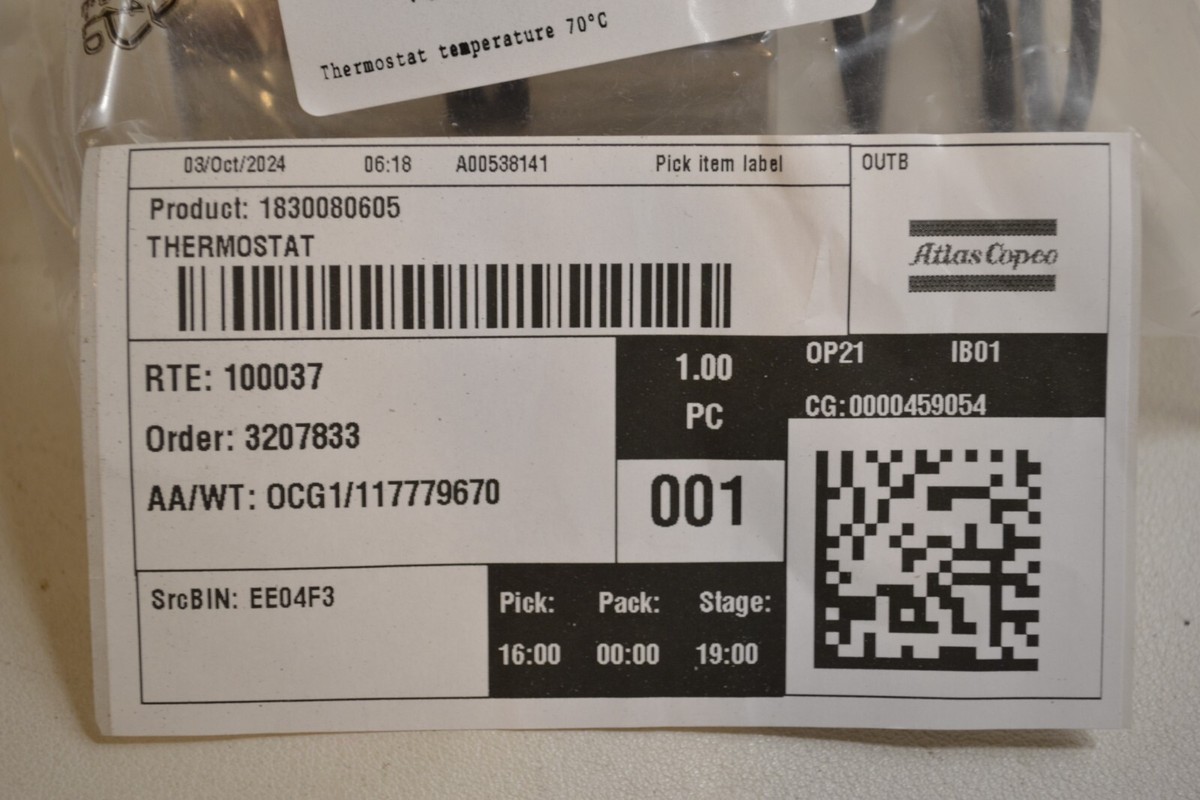 Thermostat temperature 70°C
03/Oct/2024 06:18 A00538141 Pick item label OUTB
Product: 1830080605
THERMOSTAT
Atlas Copco
RTE: 100037
Order: 3207833
AA/WT: OCG1/117779670
1.00
PC
OP21 IB01
CG:0000459054
001
SrcBIN: EE04F3
Pick: Pack: Stage:
16:00 00:00 19:00